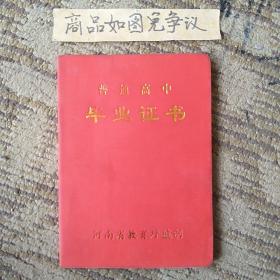 商品如图免争议
普通高中
毕业证书
河南省教育厅监制